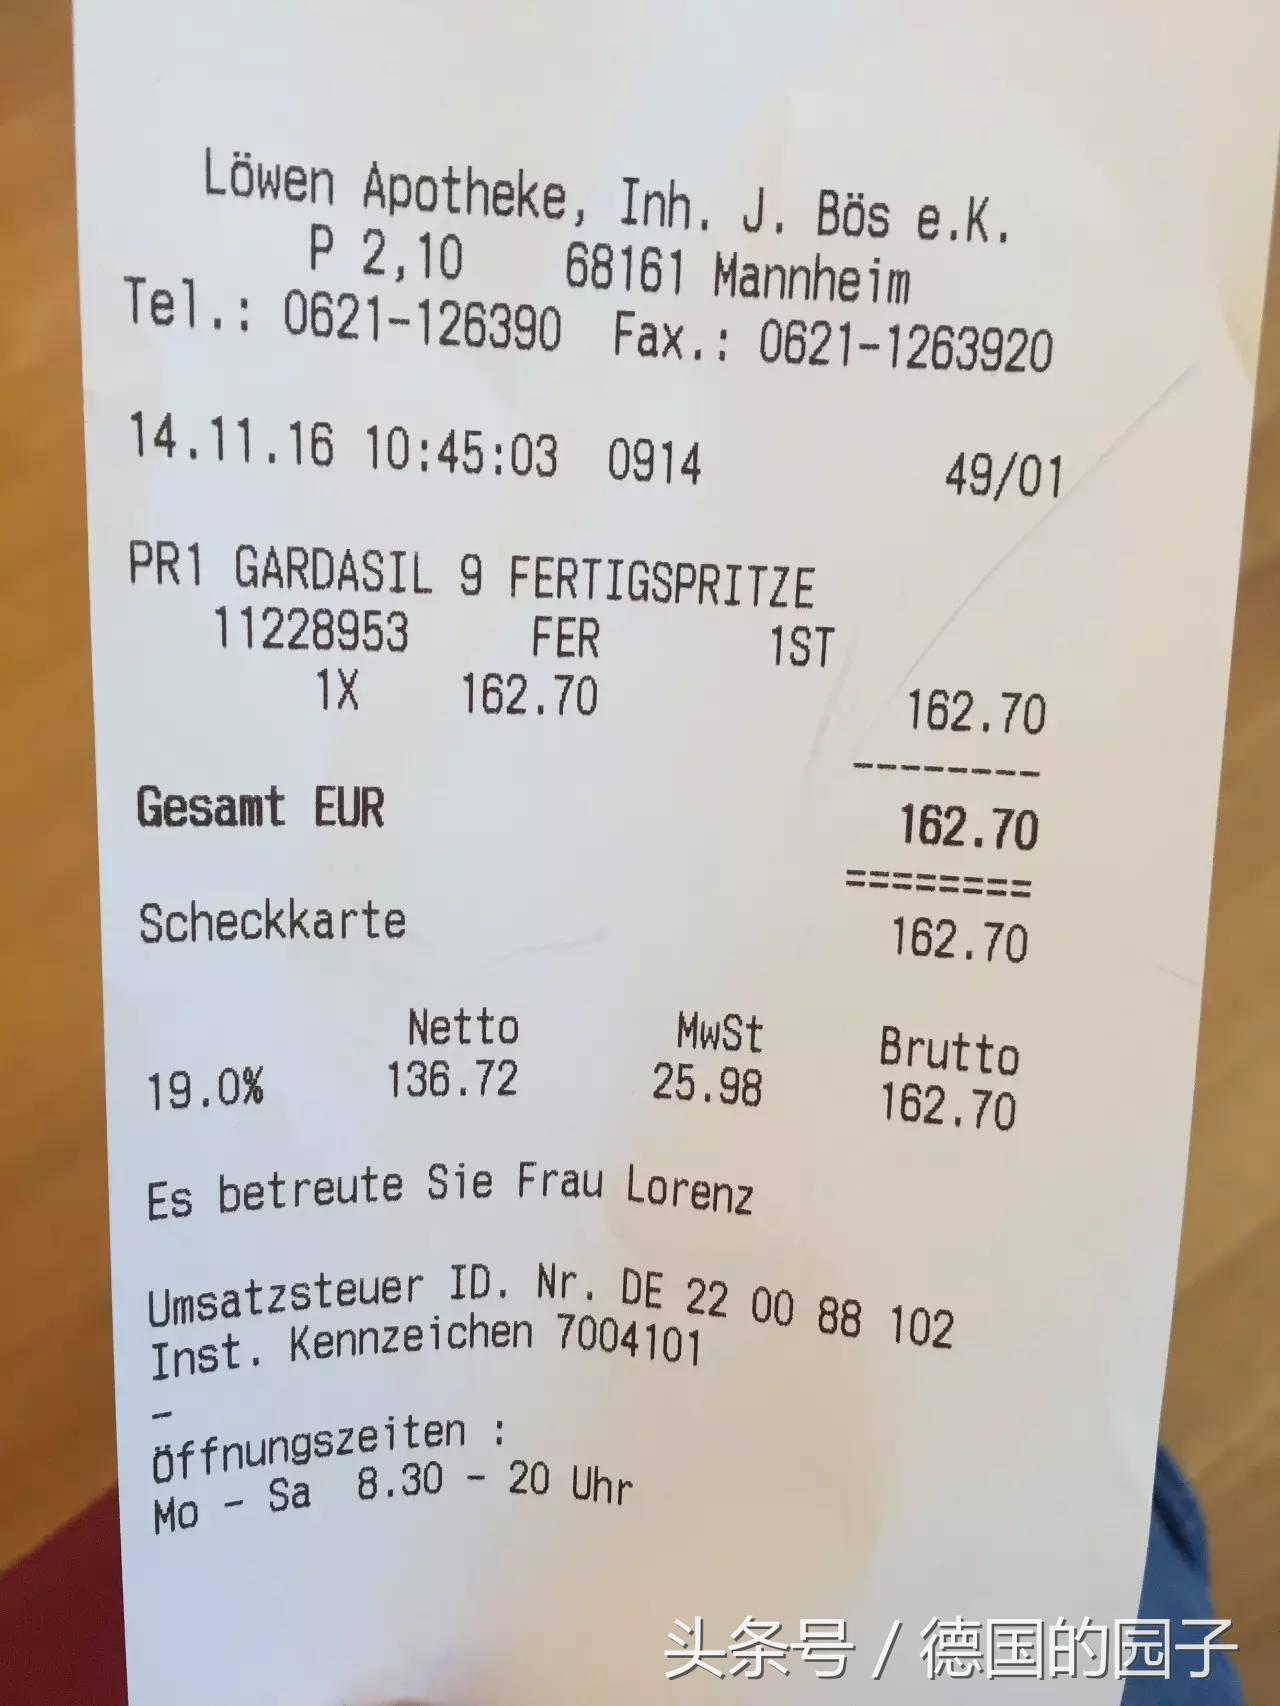 Löwen Apotheke, Inh. J. Bös e.K.
P 2,10 68161 Mannheim
Tel.: 0621-126390 Fax.: 0621-1263920
14.11.16 10:45:03 0914 49/01
PR1 GARDASIL 9 FERTIGSPRITZE
11228953 FER 1ST
1X 162.70 162.70
--------
Gesamt EUR 162.70
========
Scheckkarte 162.70
Netto MwSt Brutto
19.0% 136.72 25.98 162.70
Es betreute Sie Frau Lorenz
Umsatzsteuer ID. Nr. DE 22 00 88 102
Inst. Kennzeichen 7004101
-
Öffnungszeiten :
Mo - Sa 8.30 - 20 Uhr
头条号 / 德国的园子